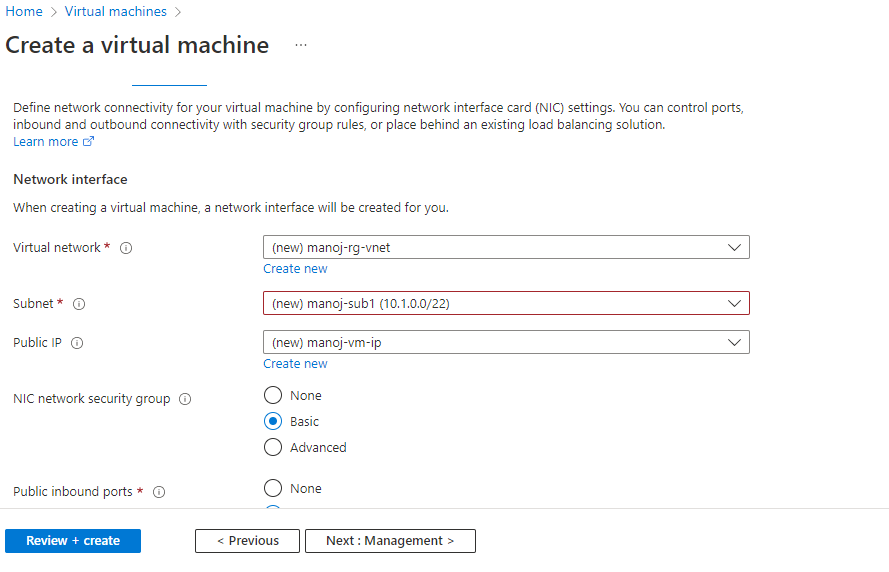 Home > Virtual machines >
Create a virtual machine ...
Define network connectivity for your virtual machine by configuring network interface card (NIC) settings. You can control ports,
inbound and outbound connectivity with security group rules, or place behind an existing load balancing solution.
Learn more
Network interface
When creating a virtual machine, a network interface will be created for you.
Virtual network *
(new) manoj-rg-vnet
Create new
Subnet *
(new) manoj-sub1 (10.1.0.0/22)
Public IP
(new) manoj-vm-ip
Create new
NIC network security group
None
Basic
Advanced
Public inbound ports *
None
Review + create
< Previous
Next : Management >